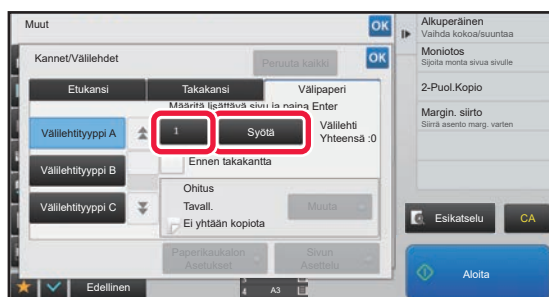 Muut
OK
Kannet/Välilehdet
Peruuta kaikki
OK
Etukansi
Takakansi
Välipaperi
Määritä lisättävä sivu ja paina Enter
Välilehtityyppi A
1
Syötä
Välilehti
Yhteensä :0
Välilehtityyppi B
Ennen takakantta
Välilehtityyppi C
Ohitus
Tavall.
Ei yhtään kopiota
Muuta
Paperikaukalon
Asetukset
Sivun
Asettelu
Edellinen
3
4
A3
Alkuperäinen
Vaihda kokoa/suuntaa
Moniotos
Sijoita monta sivua sivulle
2-Puol.Kopio
Margin. siirto
Siirrä asento marg. varten
Esikatselu
CA
Aloita